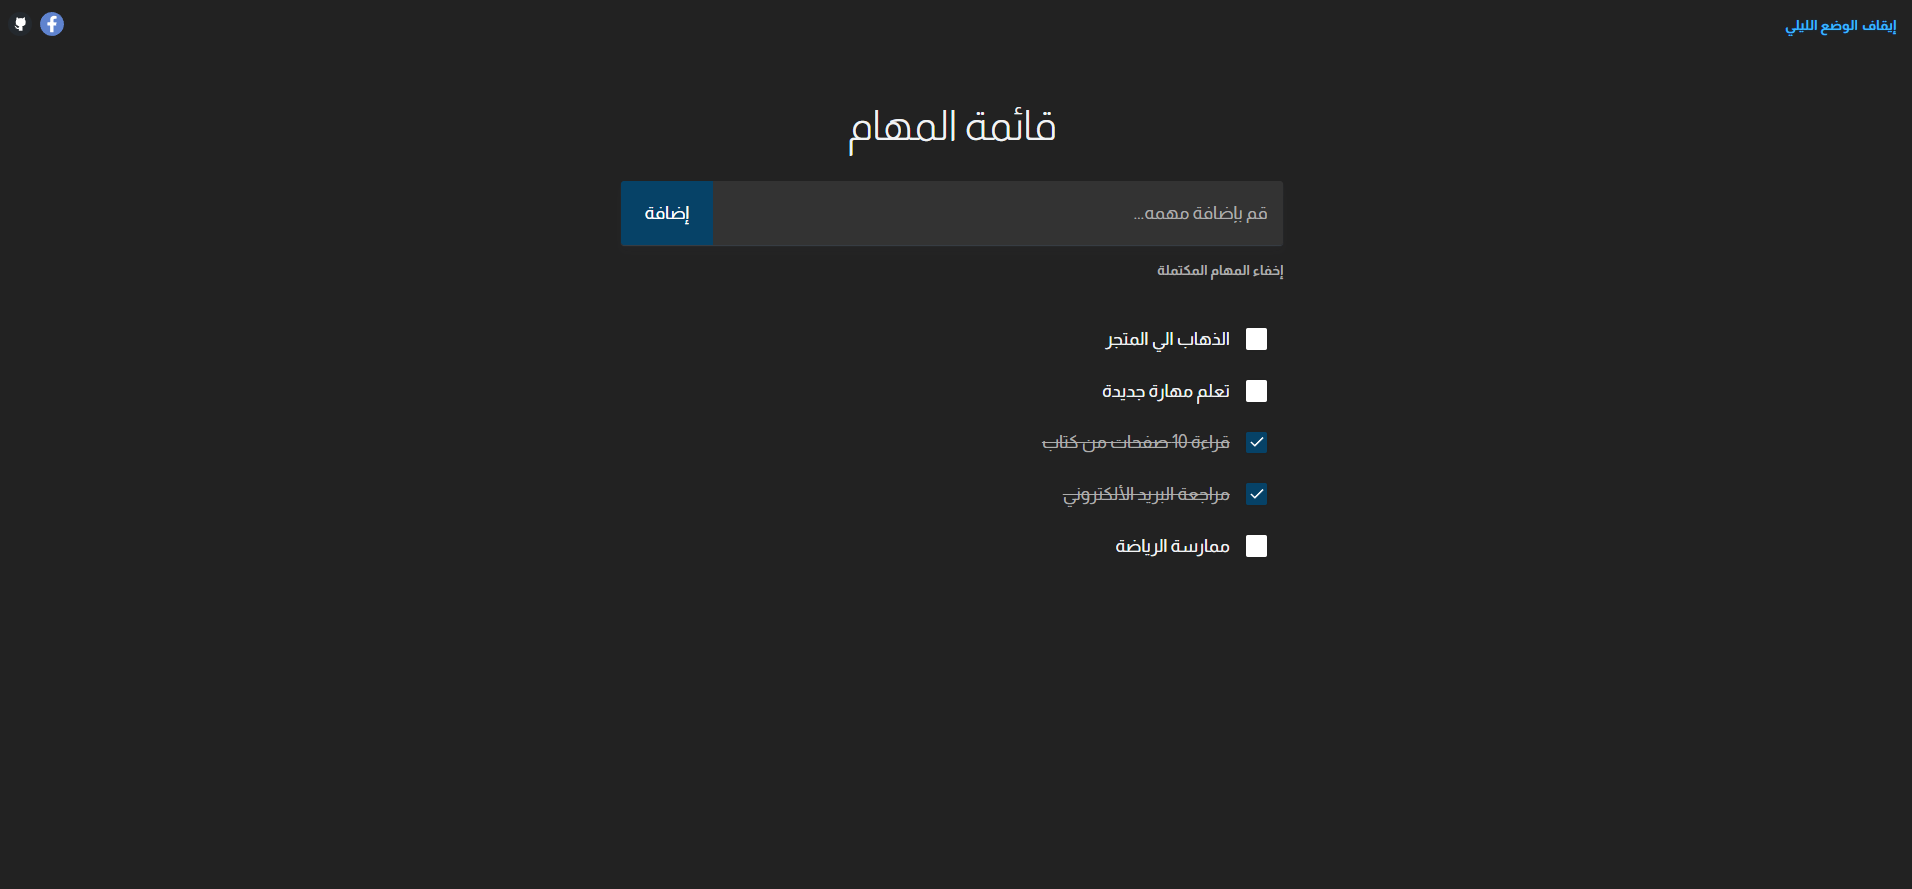 إيقاف الوضع الليلي
قائمة المهام
قم بإضافة مهمه...
إضافة
إخفاء المهام المكتملة
الذهاب الي المتجر
تعلم مهارة جديدة
قراءة 10 صفحات من كتاب
مراجعة البريد الألكتروني
ممارسة الرياضة